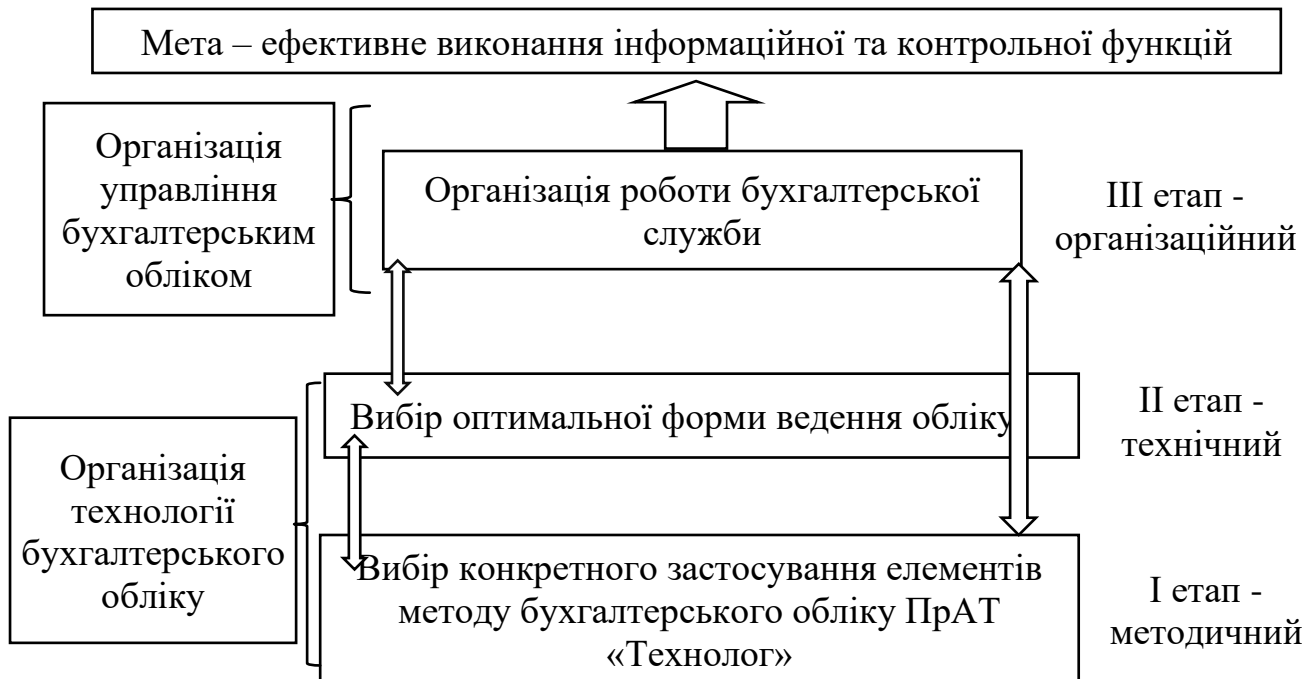 Мета – ефективне виконання інформаційної та контрольної функцій
Організація
управління
бухгалтерським
обліком
Організація роботи бухгалтерської
служби
ІІІ етап -
організаційний
Вибір оптимальної форми ведення обліку
ІІ етап -
технічний
Організація
технології
бухгалтерського
обліку
Вибір конкретного застосування елементів
методу бухгалтерського обліку ПрАТ
«Технолог»
І етап -
методичний